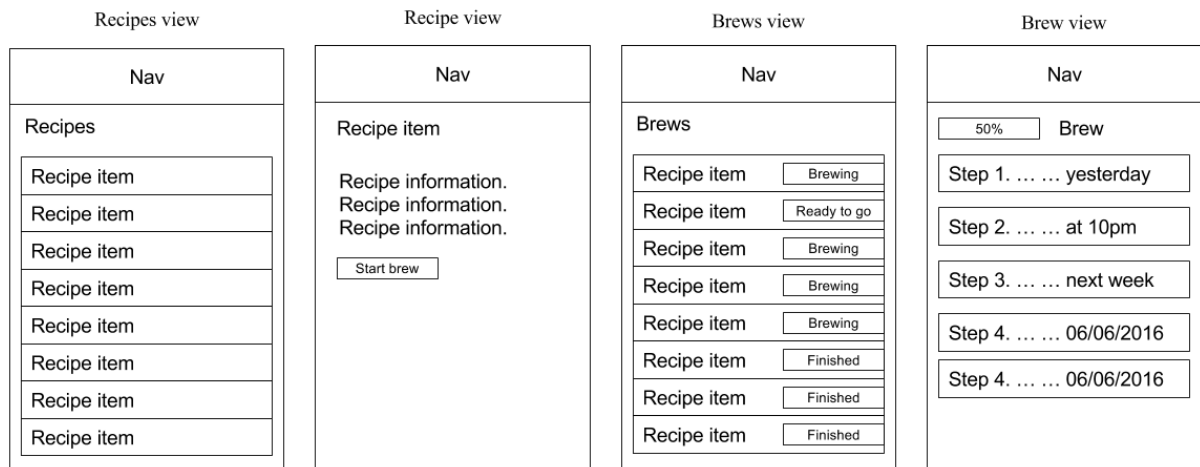 Recipes view
Nav
Recipes
Recipe item
Recipe item
Recipe item
Recipe item
Recipe item
Recipe item
Recipe item
Recipe item
Recipe view
Nav
Recipe item
Recipe information.
Recipe information.
Recipe information.
Start brew
Brews view
Nav
Brews
Recipe item Brewing
Recipe item Ready to go
Recipe item Brewing
Recipe item Brewing
Recipe item Brewing
Recipe item Finished
Recipe item Finished
Recipe item Finished
Brew view
Nav
50% Brew
Step 1. … … yesterday
Step 2. … … at 10pm
Step 3. … … next week
Step 4. … … 06/06/2016
Step 4. … … 06/06/2016